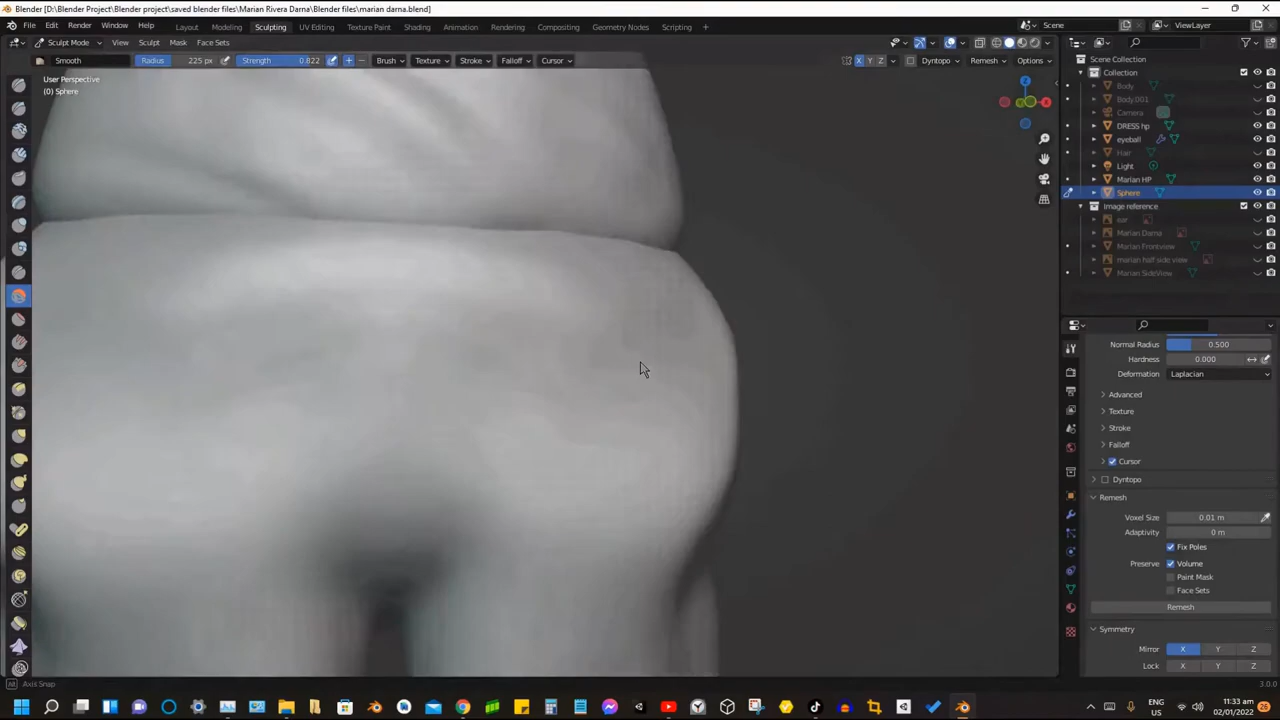 Blender [D:\Blender Project\Blender project\saved blender files\Marian Rivera Darna\Blender files\marian darna.blend]
File Edit Render Window Help Layout Modeling Sculpting UV Editing Texture Paint Shading Animation Rendering Compositing Geometry Nodes Scripting + Scene ViewLayer
Sculpt Mode View Sculpt Mask Face Sets
Smooth Radius 225 px Strength 0.822 Brush Texture Stroke Falloff Cursor X Y Z Dyntopo Remesh Options
User Perspective
(0) Sphere
Scene Collection
Collection
Body
Body.001
Camera
DRESS hp
eyeball
Hair
Light
Marian HP
Sphere
Image reference
ear
Marian Darna
Marian Frontview
marian half side view
Marian SideView
Normal Radius 0.500
Hardness 0.000
Deformation Laplacian
Advanced
Texture
Stroke
Falloff
Cursor
Dyntopo
Remesh
Voxel Size 0.01 m
Adaptivity 0 m
Fix Poles
Preserve Volume
Paint Mask
Face Sets
Remesh
Symmetry
Mirror X Y Z
Lock X Y Z
Axis Snap
3.0.0
ENG
US
11:33 pm
02/01/2022
26